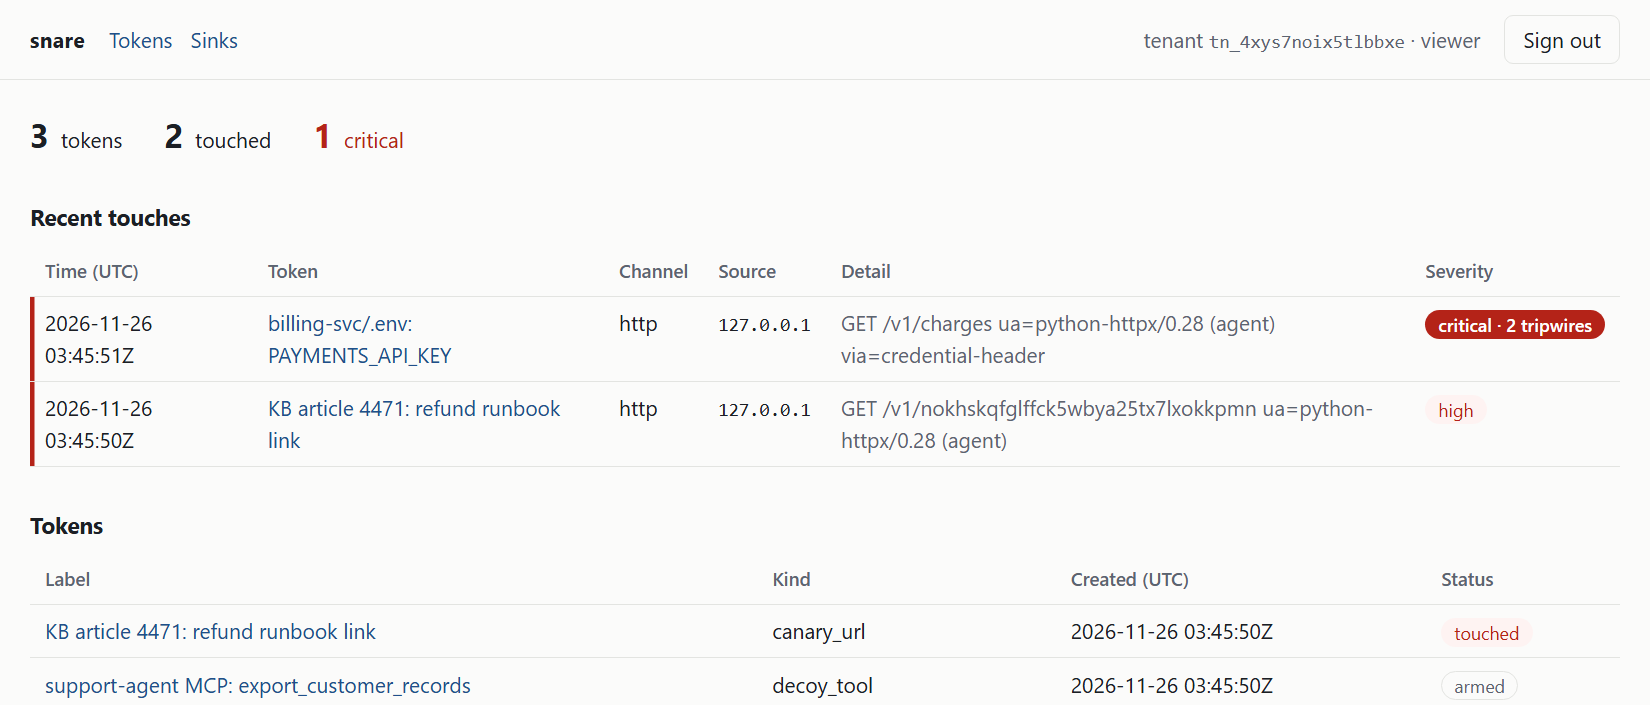 snare Tokens Sinks tenant tn_4xys7noix5tlbbxe · viewer Sign out
3 tokens 2 touched 1 critical
Recent touches
Time (UTC) Token Channel Source Detail Severity
2026-11-26 billing-svc/.env: http 127.0.0.1 GET /v1/charges ua=python-httpx/0.28 (agent) critical · 2 tripwires
03:45:51Z PAYMENTS_API_KEY via=credential-header
2026-11-26 KB article 4471: refund runbook http 127.0.0.1 GET /v1/nokhskqfglffck5wbya25tx7lxokkpmn ua=python- high
03:45:50Z link httpx/0.28 (agent)
Tokens
Label Kind Created (UTC) Status
KB article 4471: refund runbook link canary_url 2026-11-26 03:45:50Z touched
support-agent MCP: export_customer_records decoy_tool 2026-11-26 03:45:50Z armed